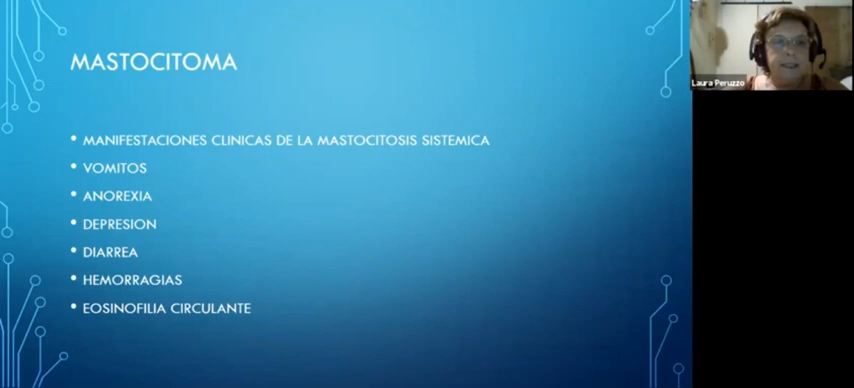 MASTOCITOMA
Laura Peruzzo
• MANIFESTACIONES CLINICAS DE LA MASTOCITOSIS SISTEMICA
• VOMITOS
• ANOREXIA
• DEPRESION
• DIARREA
• HEMORRAGIAS
• EOSINOFILIA CIRCULANTE